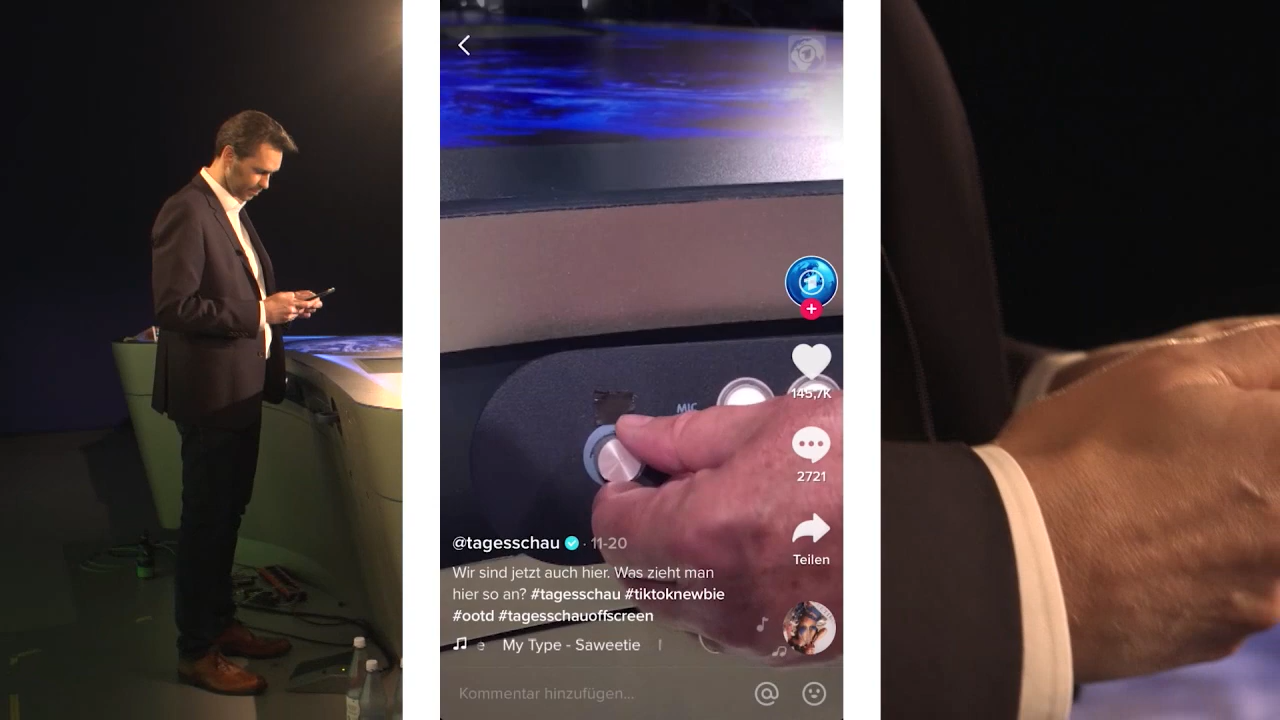 MIC
145,7K
2721
@tagesschau · 11-20
Teilen
Wir sind jetzt auch hier. Was zieht man
hier so an? #tagesschau #tiktoknewbie
#ootd #tagesschauoffscreen
My Type - Saweetie
Kommentar hinzufügen...